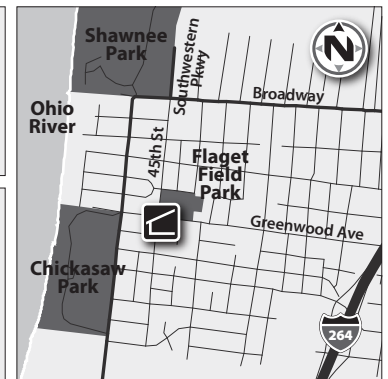 Shawnee
Park
Southwestern
Pkwy
N
Broadway
Ohio
River
45th St
Flaget
Field
Park
Greenwood Ave
Chickasaw
Park
264